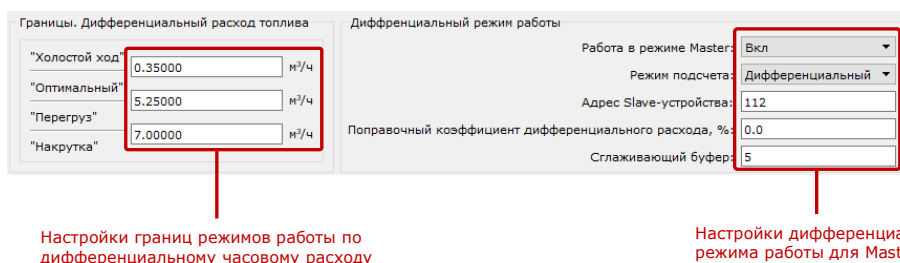 Границы. Дифференциальный расход топлива
"Холостой ход"
0.35000 м³/ч
"Оптимальный"
5.25000 м³/ч
"Перегруз"
7.00000 м³/ч
"Накрутка"
Диффренциальный режим работы
Работа в режиме Master: Вкл
Режим подсчета: Дифференциальный
Адрес Slave-устройства: 112
Поправочный коэффициент дифференциального расхода, %: 0.0
Сглаживающий буфер: 5
Настройки границ режимов работы по
дифференциальному часовому расходу
Настройки дифференциа
режима работы для Mast